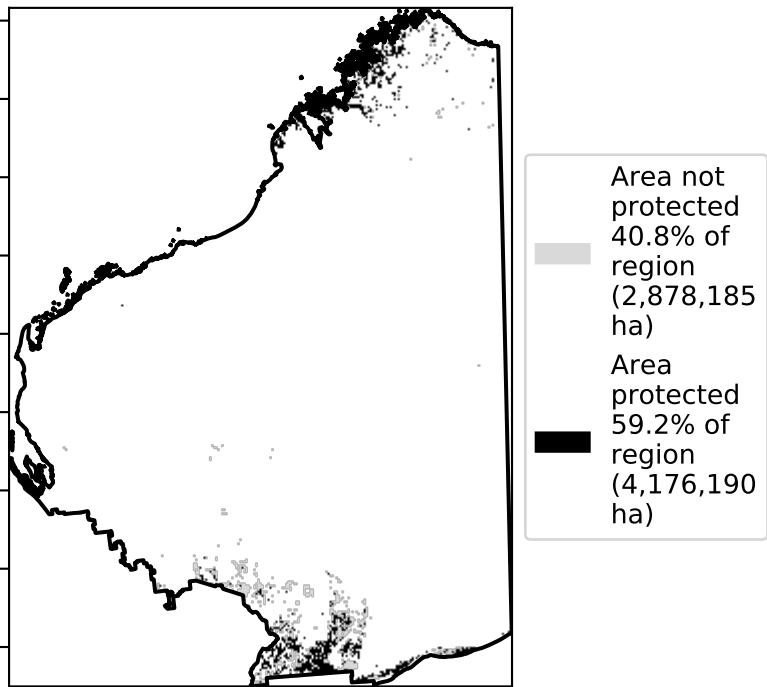 Area not
protected
40.8% of
region
(2,878,185
ha)
Area
protected
59.2% of
region
(4,176,190
ha)